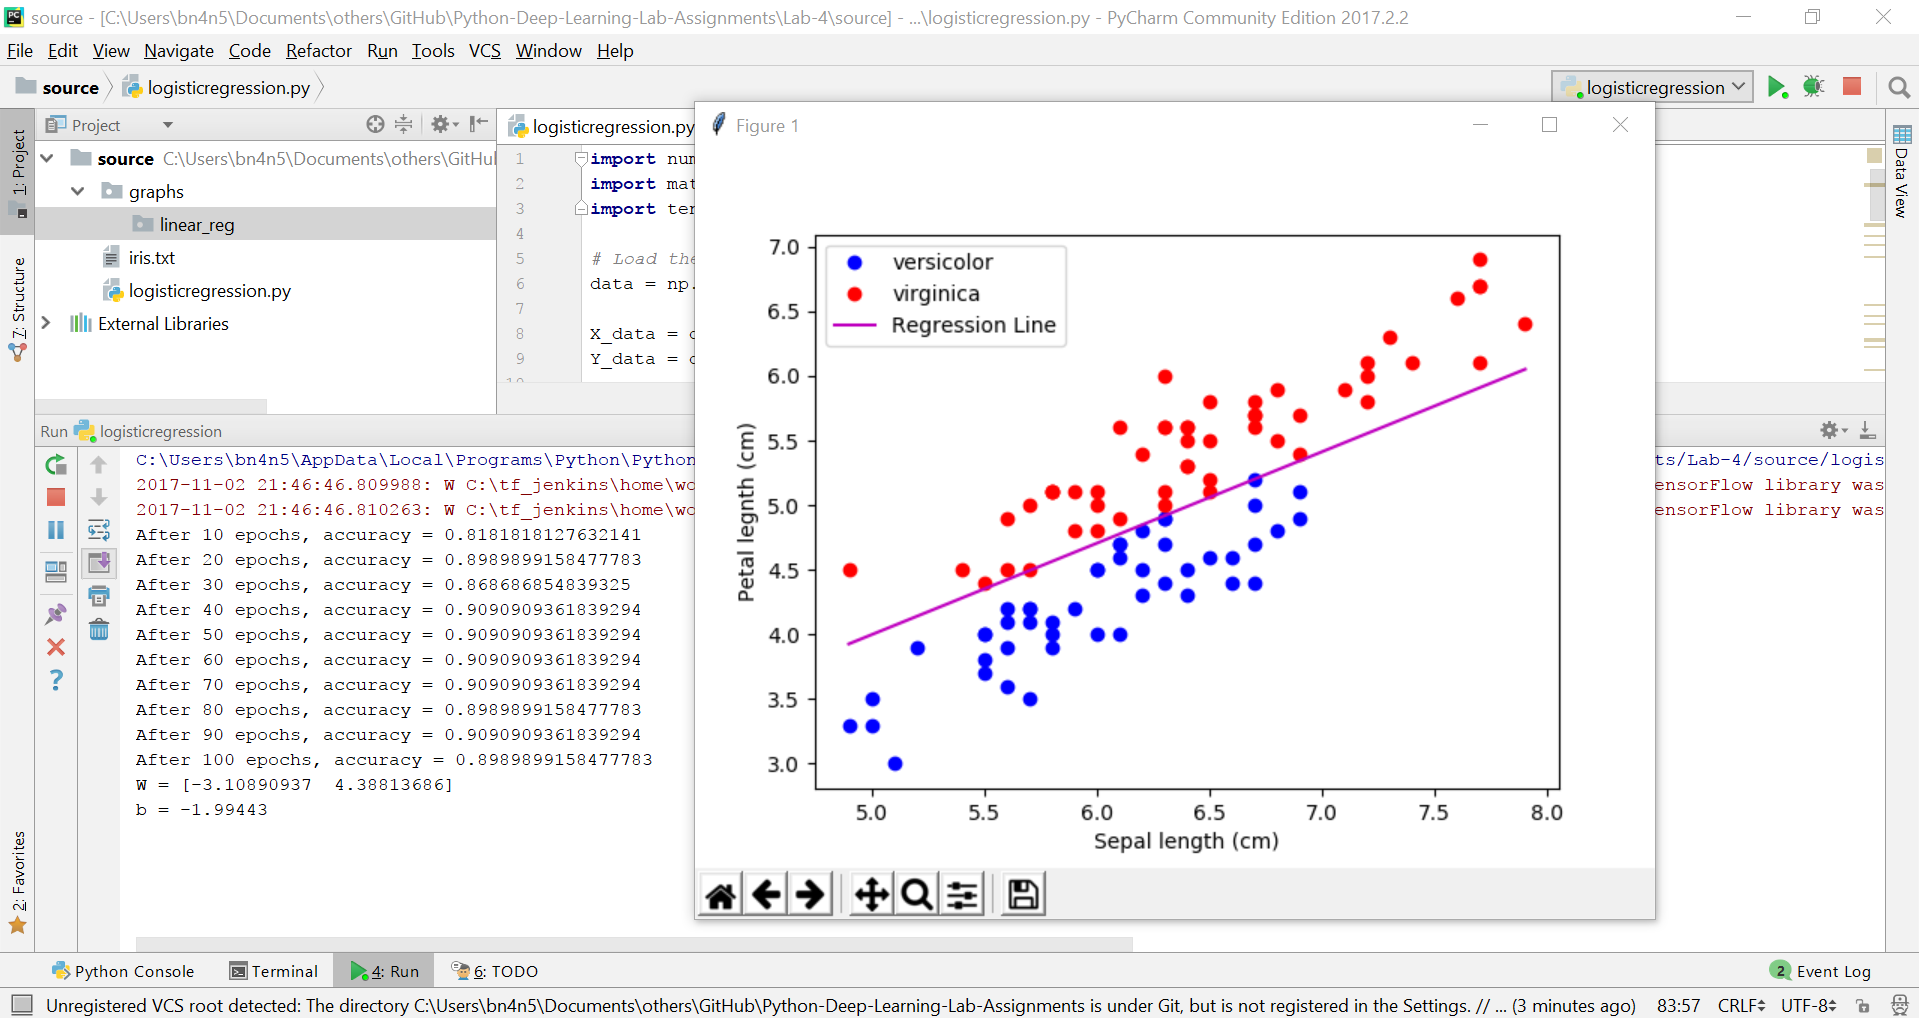 source - [C:\Users\bn4n5\Documents\others\GitHub\Python-Deep-Learning-Lab-Assignments\Lab-4\source] - ...\logisticregression.py - PyCharm Community Edition 2017.2.2
File Edit View Navigate Code Refactor Run Tools VCS Window Help
source logisticregression.py
logisticregression
1: Project
Project
logisticregression.py
Figure 1
Data View
source C:\Users\bn4n5\Documents\others\GitHu
graphs
linear_reg
iris.txt
logisticregression.py
External Libraries
7: Structure
1 import num
2 import mat
3 import ter
4
5 # Load the
6 data = np.
7
8 X_data =
9 Y_data =
10
versicolor
virginica
Regression Line
7.0
6.5
6.0
5.5
5.0
4.5
4.0
3.5
3.0
Petal legnth (cm)
5.0 5.5 6.0 6.5 7.0 7.5 8.0
Sepal length (cm)
Run logisticregression
C:\Users\bn4n5\AppData\Local\Programs\Python\Python ts/Lab-4/source/logis
2017-11-02 21:46:46.809988: W C:\tf_jenkins\home\wo ensorFlow library was
2017-11-02 21:46:46.810263: W C:\tf_jenkins\home\wo ensorFlow library was
After 10 epochs, accuracy = 0.8181818127632141
After 20 epochs, accuracy = 0.8989899158477783
After 30 epochs, accuracy = 0.868686854839325
After 40 epochs, accuracy = 0.9090909361839294
After 50 epochs, accuracy = 0.9090909361839294
After 60 epochs, accuracy = 0.9090909361839294
After 70 epochs, accuracy = 0.9090909361839294
After 80 epochs, accuracy = 0.8989899158477783
After 90 epochs, accuracy = 0.9090909361839294
After 100 epochs, accuracy = 0.8989899158477783
W = [-3.10890937  4.38813686]
b = -1.99443
2: Favorites
Python Console Terminal 4: Run 6: TODO 2 Event Log
Unregistered VCS root detected: The directory C:\Users\bn4n5\Documents\others\GitHub\Python-Deep-Learning-Lab-Assignments is under Git, but is not registered in the Settings. // ... (3 minutes ago) 83:57 CRLF UTF-8